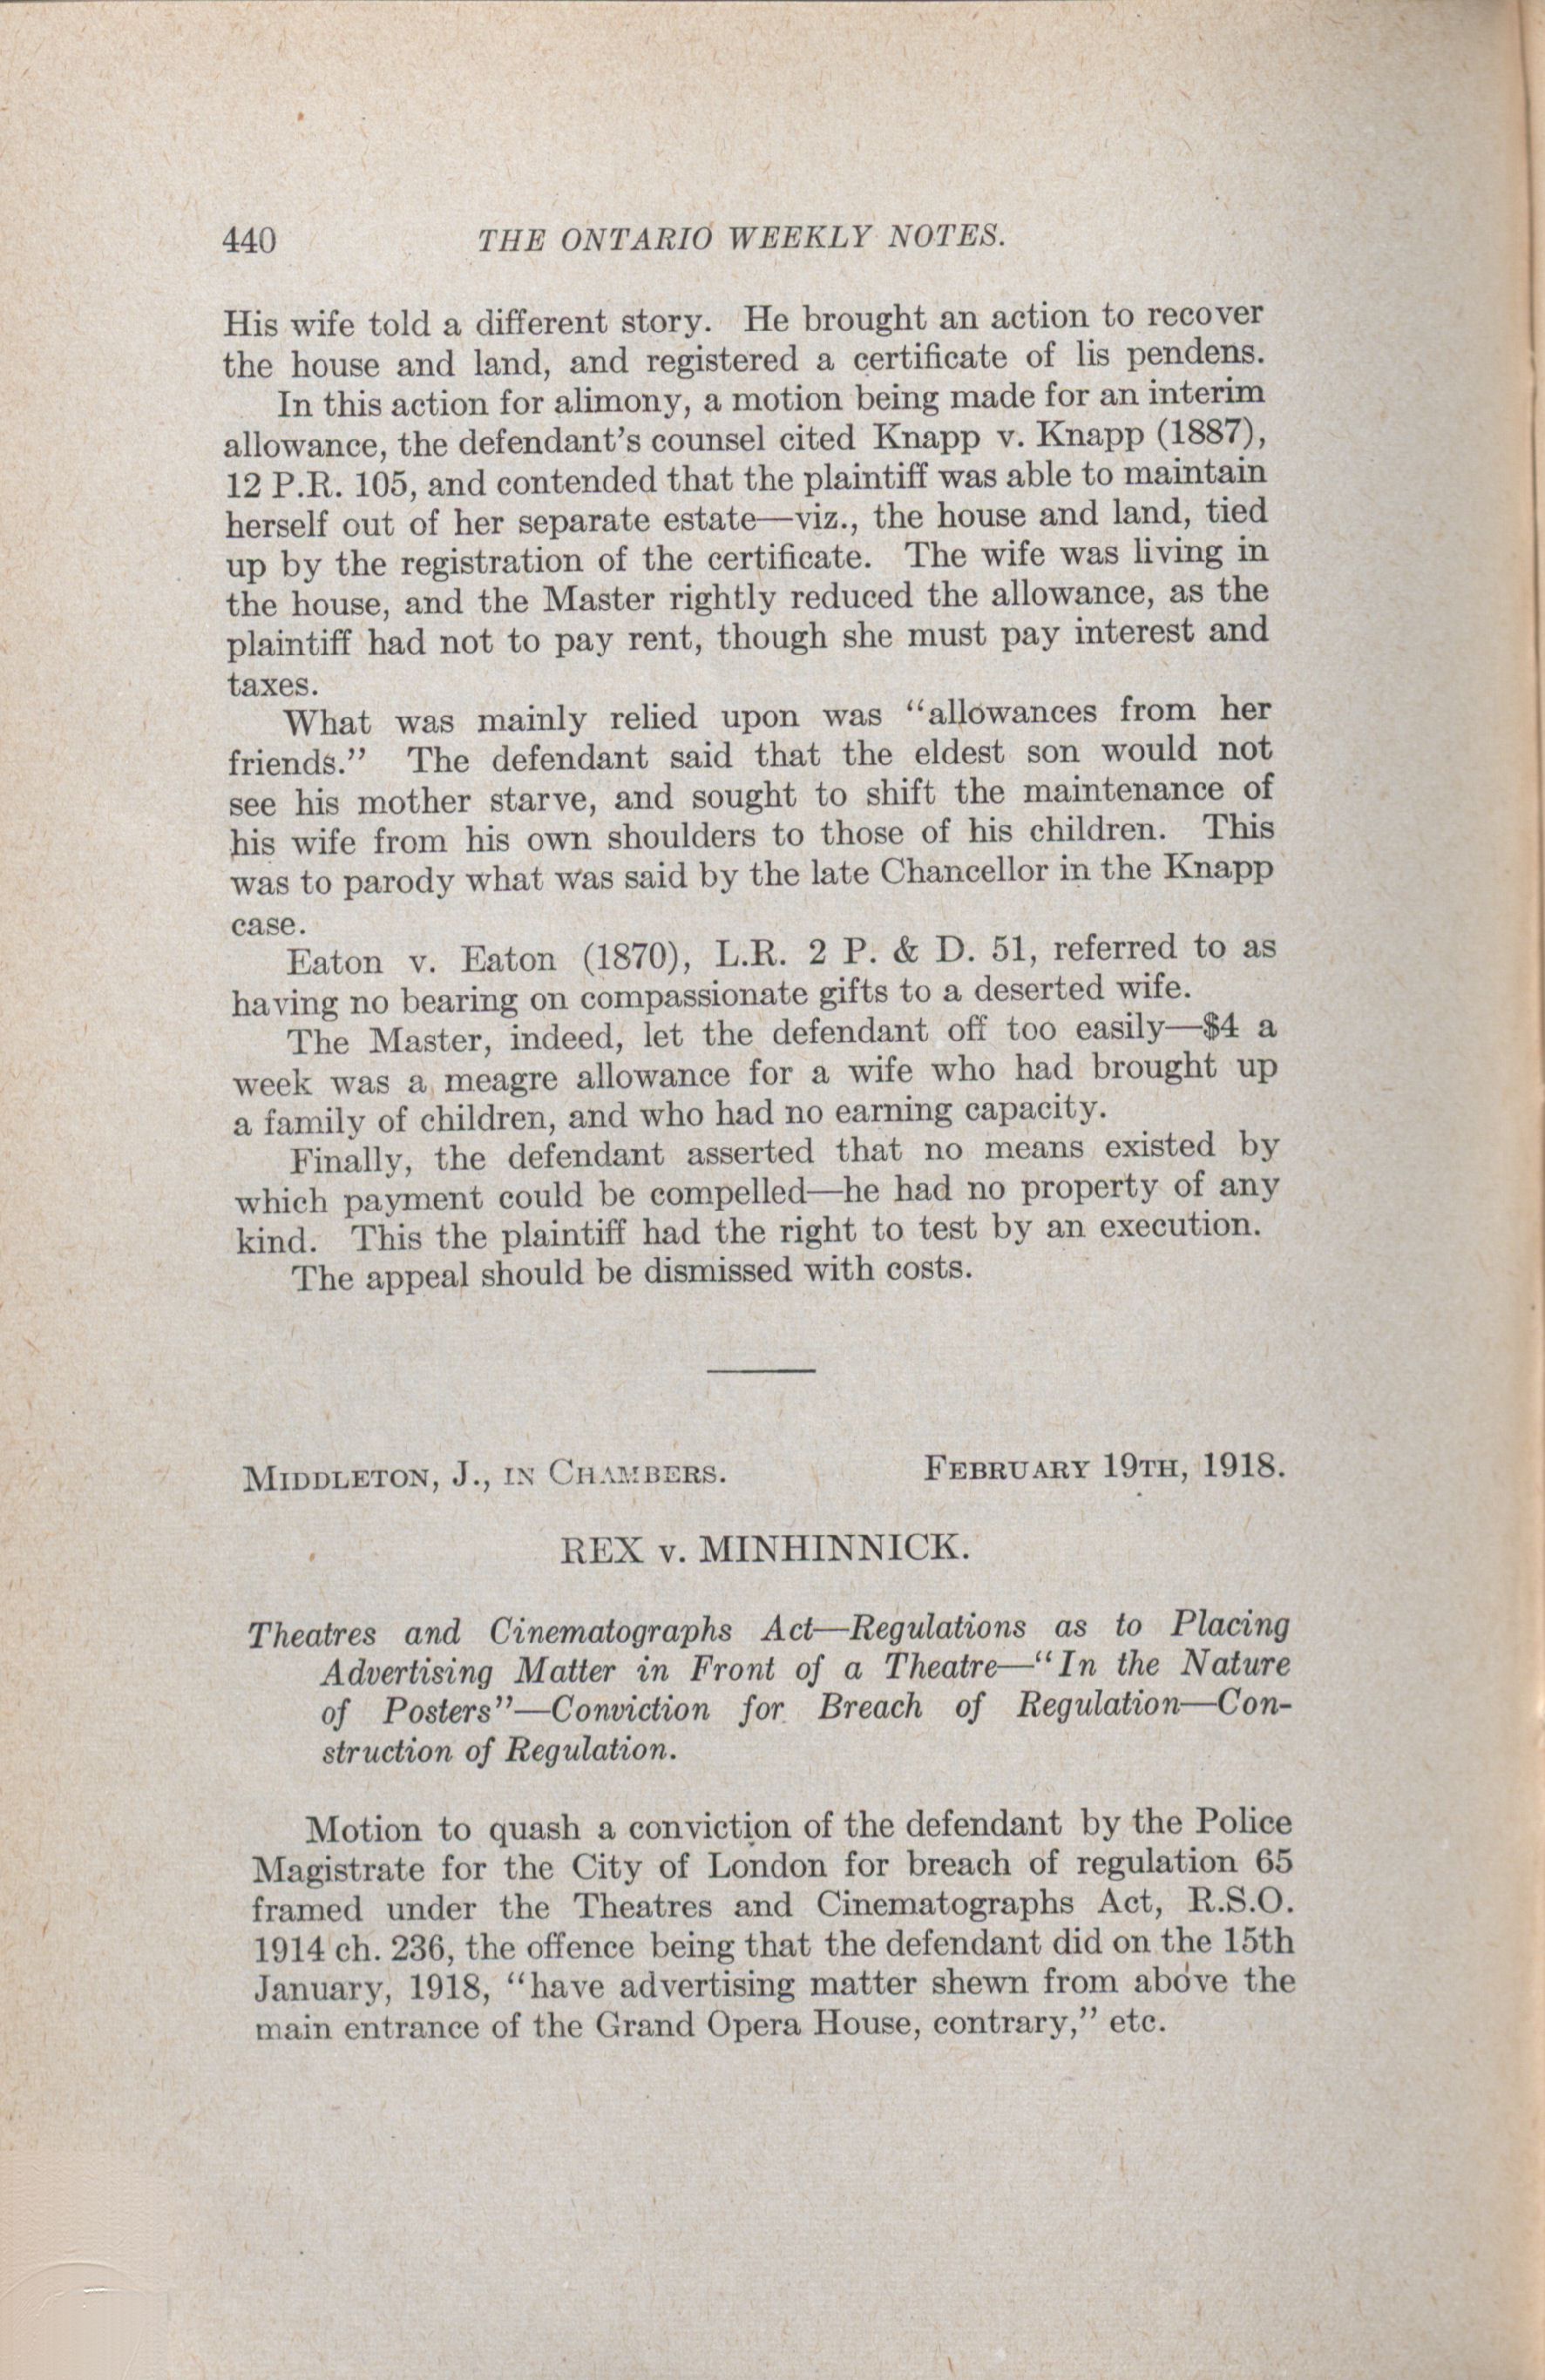 440 THE ONTARIO WEEKLY NOTES.
His wife told a different story. He brought an action to recover
the house and land, and registered a certificate of lis pendens.
In this action for alimony, a motion being made for an interim
allowance, the defendant's counsel cited Knapp v. Knapp (1887),
12 P.R. 105, and contended that the plaintiff was able to maintain
herself out of her separate estate—viz., the house and land, tied
up by the registration of the certificate. The wife was living in
the house, and the Master rightly reduced the allowance, as the
plaintiff had not to pay rent, though she must pay interest and
taxes.
What was mainly relied upon was "allowances from her
friends." The defendant said that the eldest son would not
see his mother starve, and sought to shift the maintenance of
his wife from his own shoulders to those of his children. This
was to parody what was said by the late Chancellor in the Knapp
case.
Eaton v. Eaton (1870), L.R. 2 P. & D. 51, referred to as
having no bearing on compassionate gifts to a deserted wife.
The Master, indeed, let the defendant off too easily—$4 a
week was a meagre allowance for a wife who had brought up
a family of children, and who had no earning capacity.
Finally, the defendant asserted that no means existed by
which payment could be compelled—he had no property of any
kind. This the plaintiff had the right to test by an execution.
The appeal should be dismissed with costs.
MIDDLETON, J., IN CHAMBERS. FEBRUARY 19TH, 1918.
REX v. MINHINNICK.
Theatres and Cinematographs Act—Regulations as to Placing
Advertising Matter in Front of a Theatre—"In the Nature
of Posters"—Conviction for Breach of Regulation—Con-
struction of Regulation.
Motion to quash a conviction of the defendant by the Police
Magistrate for the City of London for breach of regulation 65
framed under the Theatres and Cinematographs Act, R.S.O.
1914 ch. 236, the offence being that the defendant did on the 15th
January, 1918, "have advertising matter shewn from above the
main entrance of the Grand Opera House, contrary," etc.